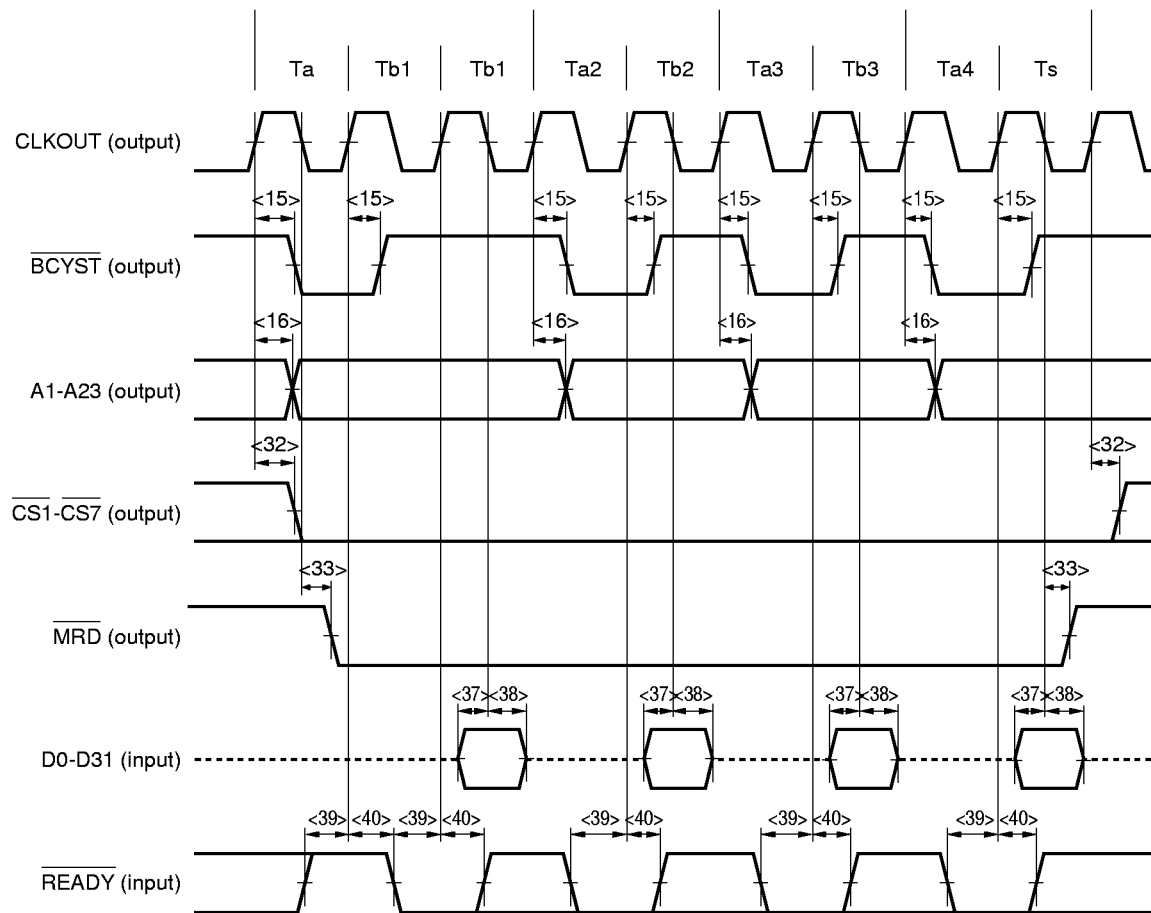 Ta Tb1 Tb1 Ta2 Tb2 Ta3 Tb3 Ta4 Ts
CLKOUT (output)
<15> <15> <15> <15> <15> <15> <15> <15>
BCYST (output)
<16> <16> <16> <16>
A1-A23 (output)
<32> <32>
CS1-CS7 (output)
<33> <33>
MRD (output)
<37> <38> <37> <38> <37> <38> <37> <38>
D0-D31 (input)
<39> <40> <39> <40> <39> <40> <39> <40> <39> <40>
READY (input)